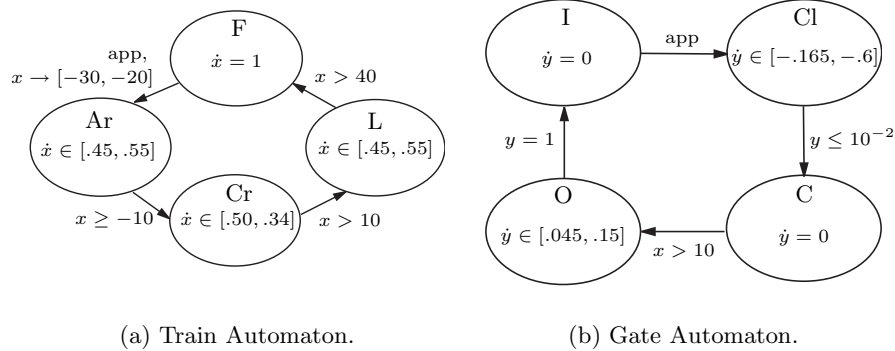 F
ẋ = 1
app,
x → [−30, −20]
x > 40
Ar
ẋ ∈ [.45, .55]
L
ẋ ∈ [.45, .55]
x ≥ −10
Cr
ẋ ∈ [.50, .34]
x > 10
(a) Train Automaton.
I
ẏ = 0
app
Cl
ẏ ∈ [−.165, −.6]
y = 1
y ≤ 10⁻²
O
ẏ ∈ [.045, .15]
x > 10
C
ẏ = 0
(b) Gate Automaton.